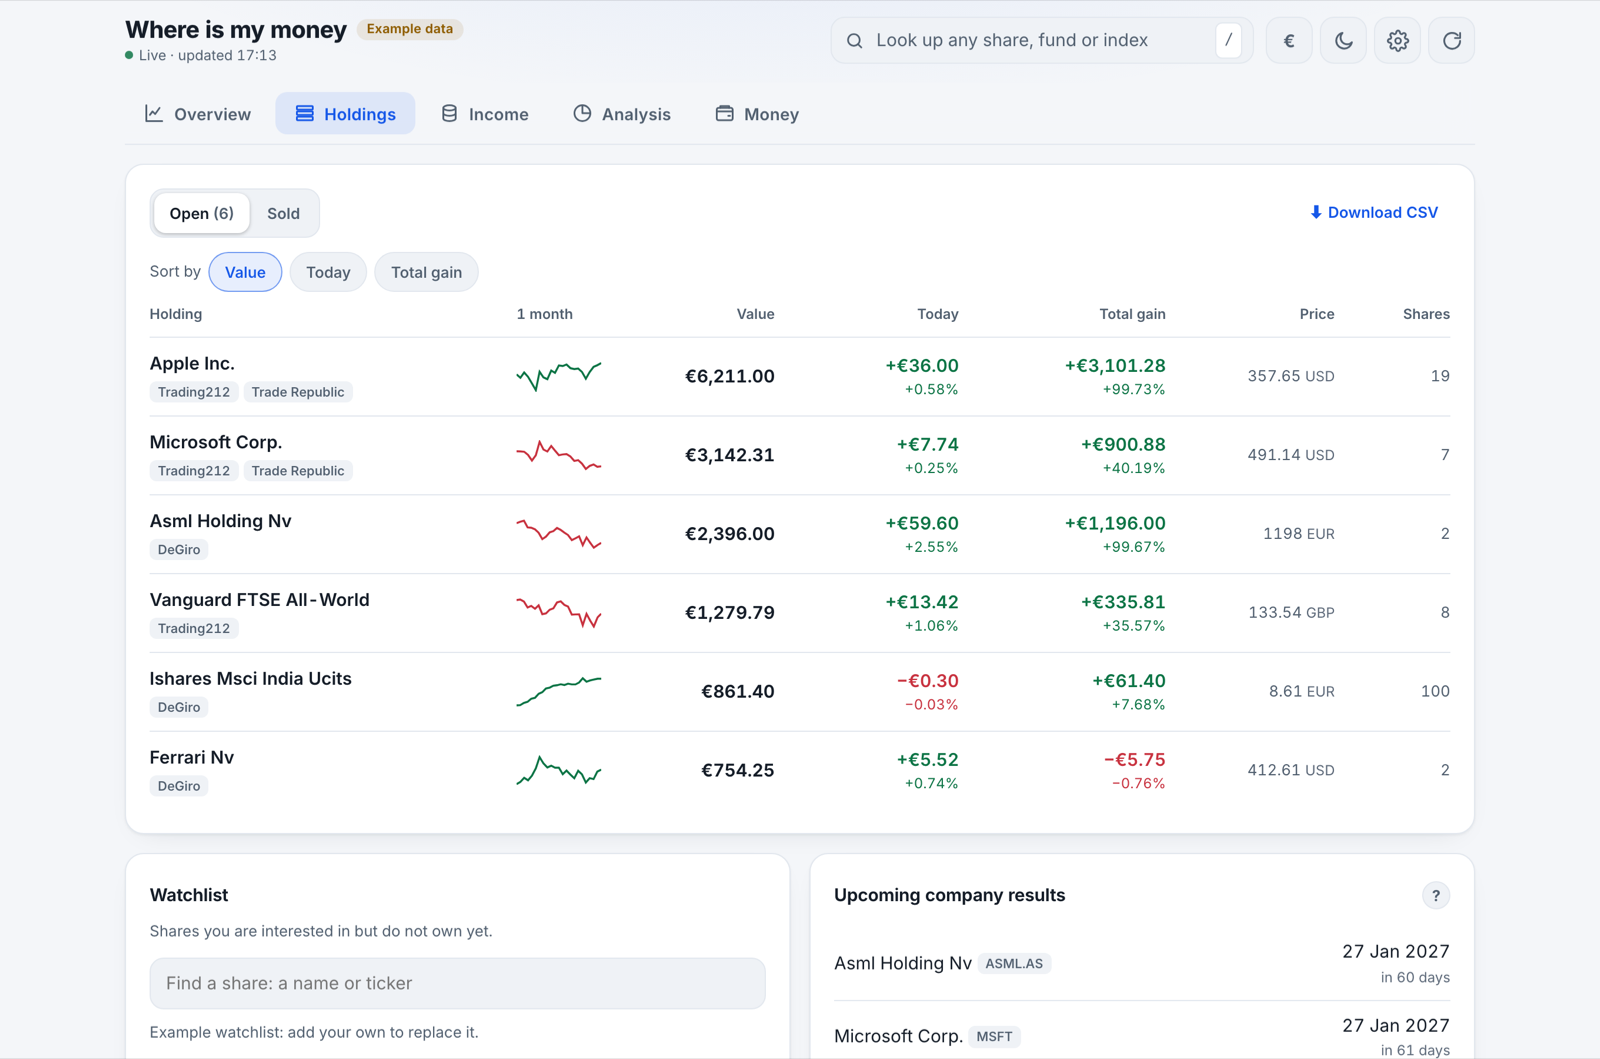 Where is my money Example data
Live · updated 17:13
Look up any share, fund or index /
€
Overview Holdings Income Analysis Money
Open (6) Sold
Download CSV
Sort by Value Today Total gain
Holding 1 month Value Today Total gain Price Shares
Apple Inc.
Trading212 Trade Republic
€6,211.00
+€36.00
+0.58%
+€3,101.28
+99.73%
357.65 USD
19
Microsoft Corp.
Trading212 Trade Republic
€3,142.31
+€7.74
+0.25%
+€900.88
+40.19%
491.14 USD
7
Asml Holding Nv
DeGiro
€2,396.00
+€59.60
+2.55%
+€1,196.00
+99.67%
1198 EUR
2
Vanguard FTSE All-World
Trading212
€1,279.79
+€13.42
+1.06%
+€335.81
+35.57%
133.54 GBP
8
Ishares Msci India Ucits
DeGiro
€861.40
−€0.30
−0.03%
+€61.40
+7.68%
8.61 EUR
100
Ferrari Nv
DeGiro
€754.25
+€5.52
+0.74%
−€5.75
−0.76%
412.61 USD
2
Watchlist
Shares you are interested in but do not own yet.
Find a share: a name or ticker
Example watchlist: add your own to replace it.
Upcoming company results ?
Asml Holding Nv ASML.AS
27 Jan 2027
in 60 days
Microsoft Corp. MSFT
27 Jan 2027
in 61 days